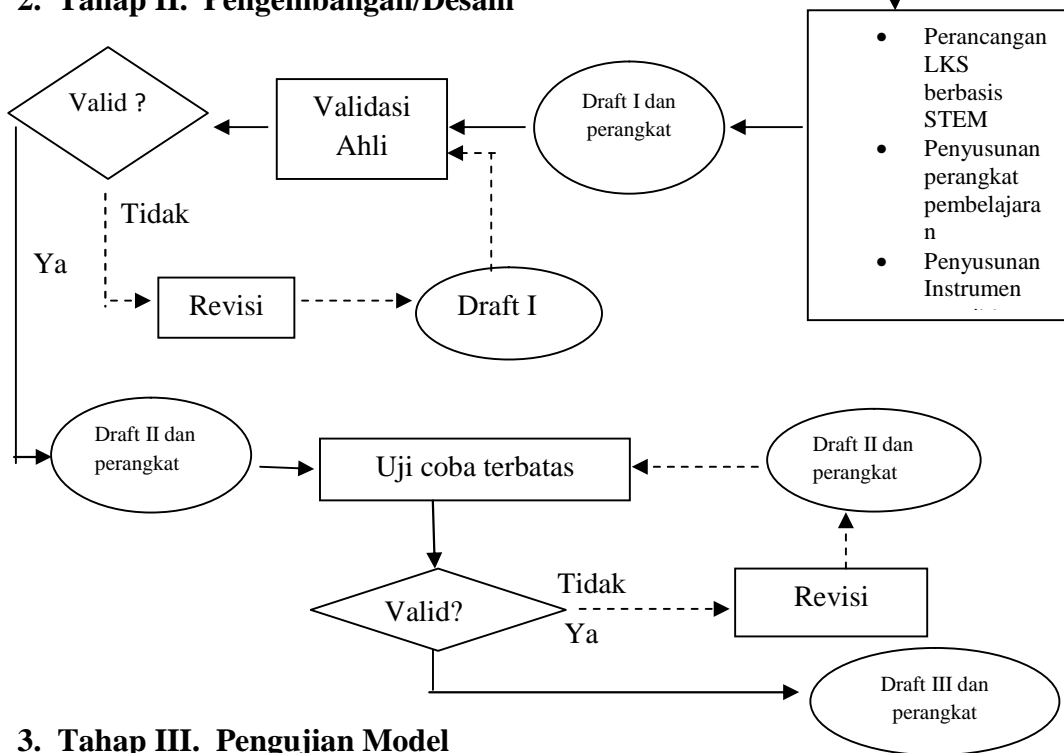 2. Tahap II. Pengembangan/Desain
• Perancangan
LKS
berbasis
STEM
• Penyusunan
perangkat
pembelajara
n
• Penyusunan
Instrumen
Draft I dan
perangkat
Validasi
Ahli
Valid ?
Tidak
Ya
Revisi
Draft I
Draft II dan
perangkat
Uji coba terbatas
Draft II dan
perangkat
Valid?
Tidak
Ya
Revisi
Draft III dan
perangkat
3. Tahap III. Pengujian Model